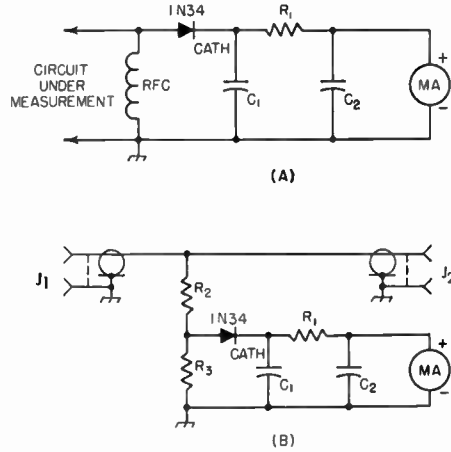 1N34
R1
+
CATH
CIRCUIT
UNDER
MEASUREMENT
RFC
C1
C2
MA
-
(A)
J1
J2
R2
1N34
R1
+
CATH
R3
C1
C2
MA
-
(B)